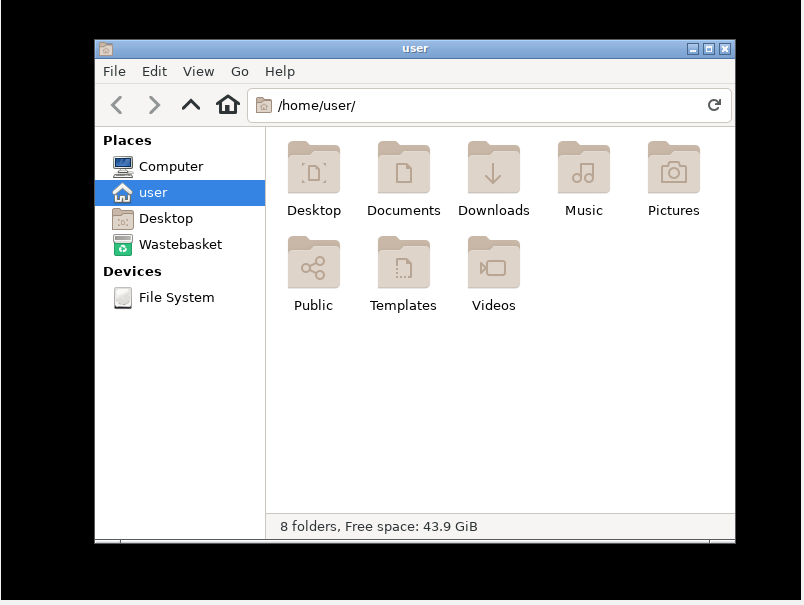 user
File Edit View Go Help
/home/user/
Places
Computer
user
Desktop
Wastebasket
Devices
File System
Desktop Documents Downloads Music Pictures
Public Templates Videos
8 folders, Free space: 43.9 GiB